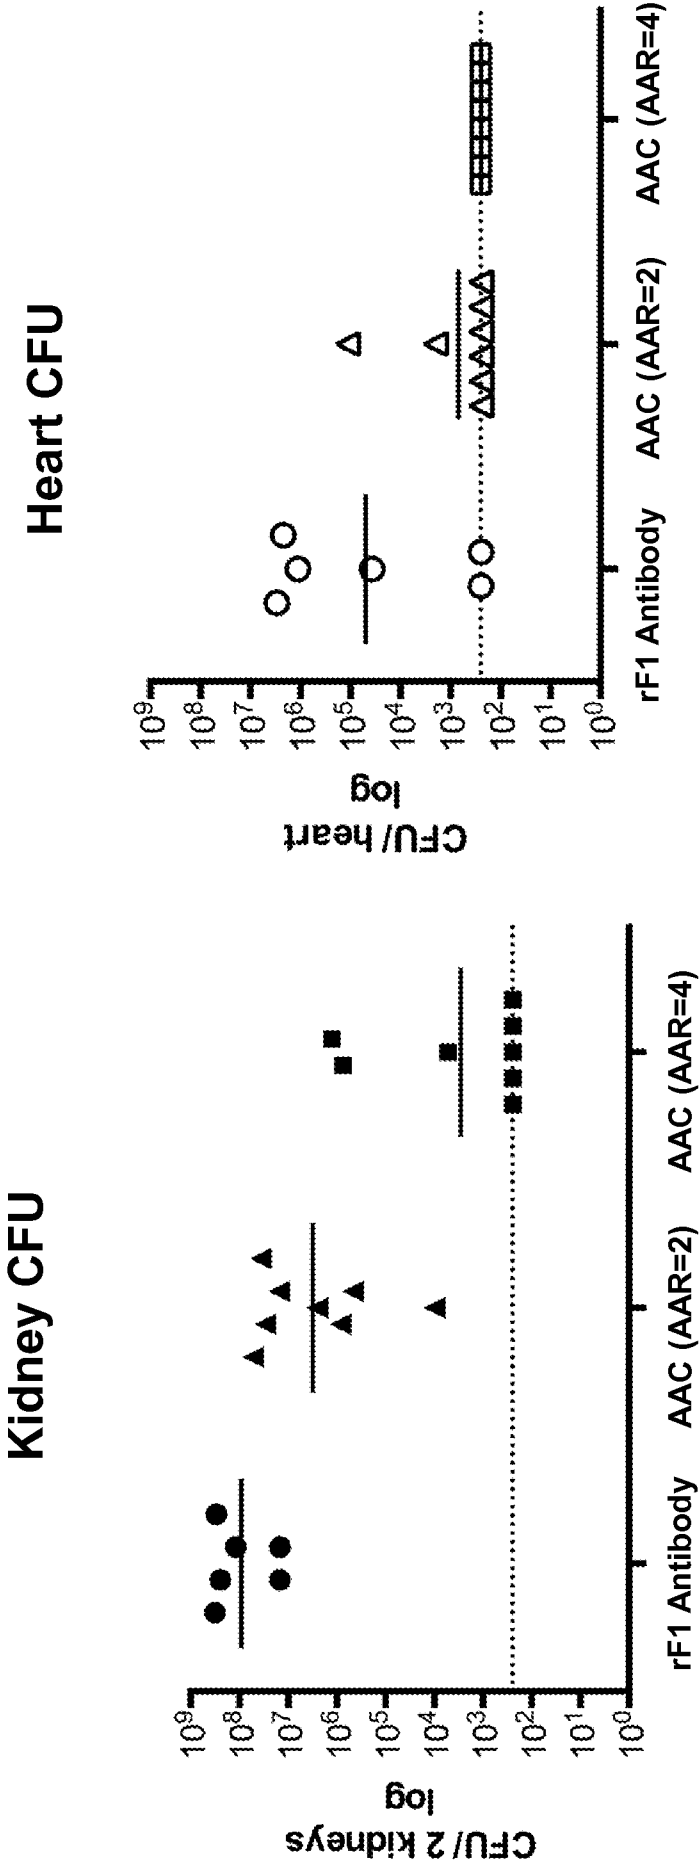 Kidney CFU
CFU/ 2 kidneys
log
10⁹
10⁸
10⁷
10⁶
10⁵
10⁴
10³
10²
10¹
10⁰
rF1 Antibody
AAC (AAR=2)
AAC (AAR=4)
Heart CFU
CFU/ heart
log
10⁹
10⁸
10⁷
10⁶
10⁵
10⁴
10³
10²
10¹
10⁰
rF1 Antibody
AAC (AAR=2)
AAC (AAR=4)